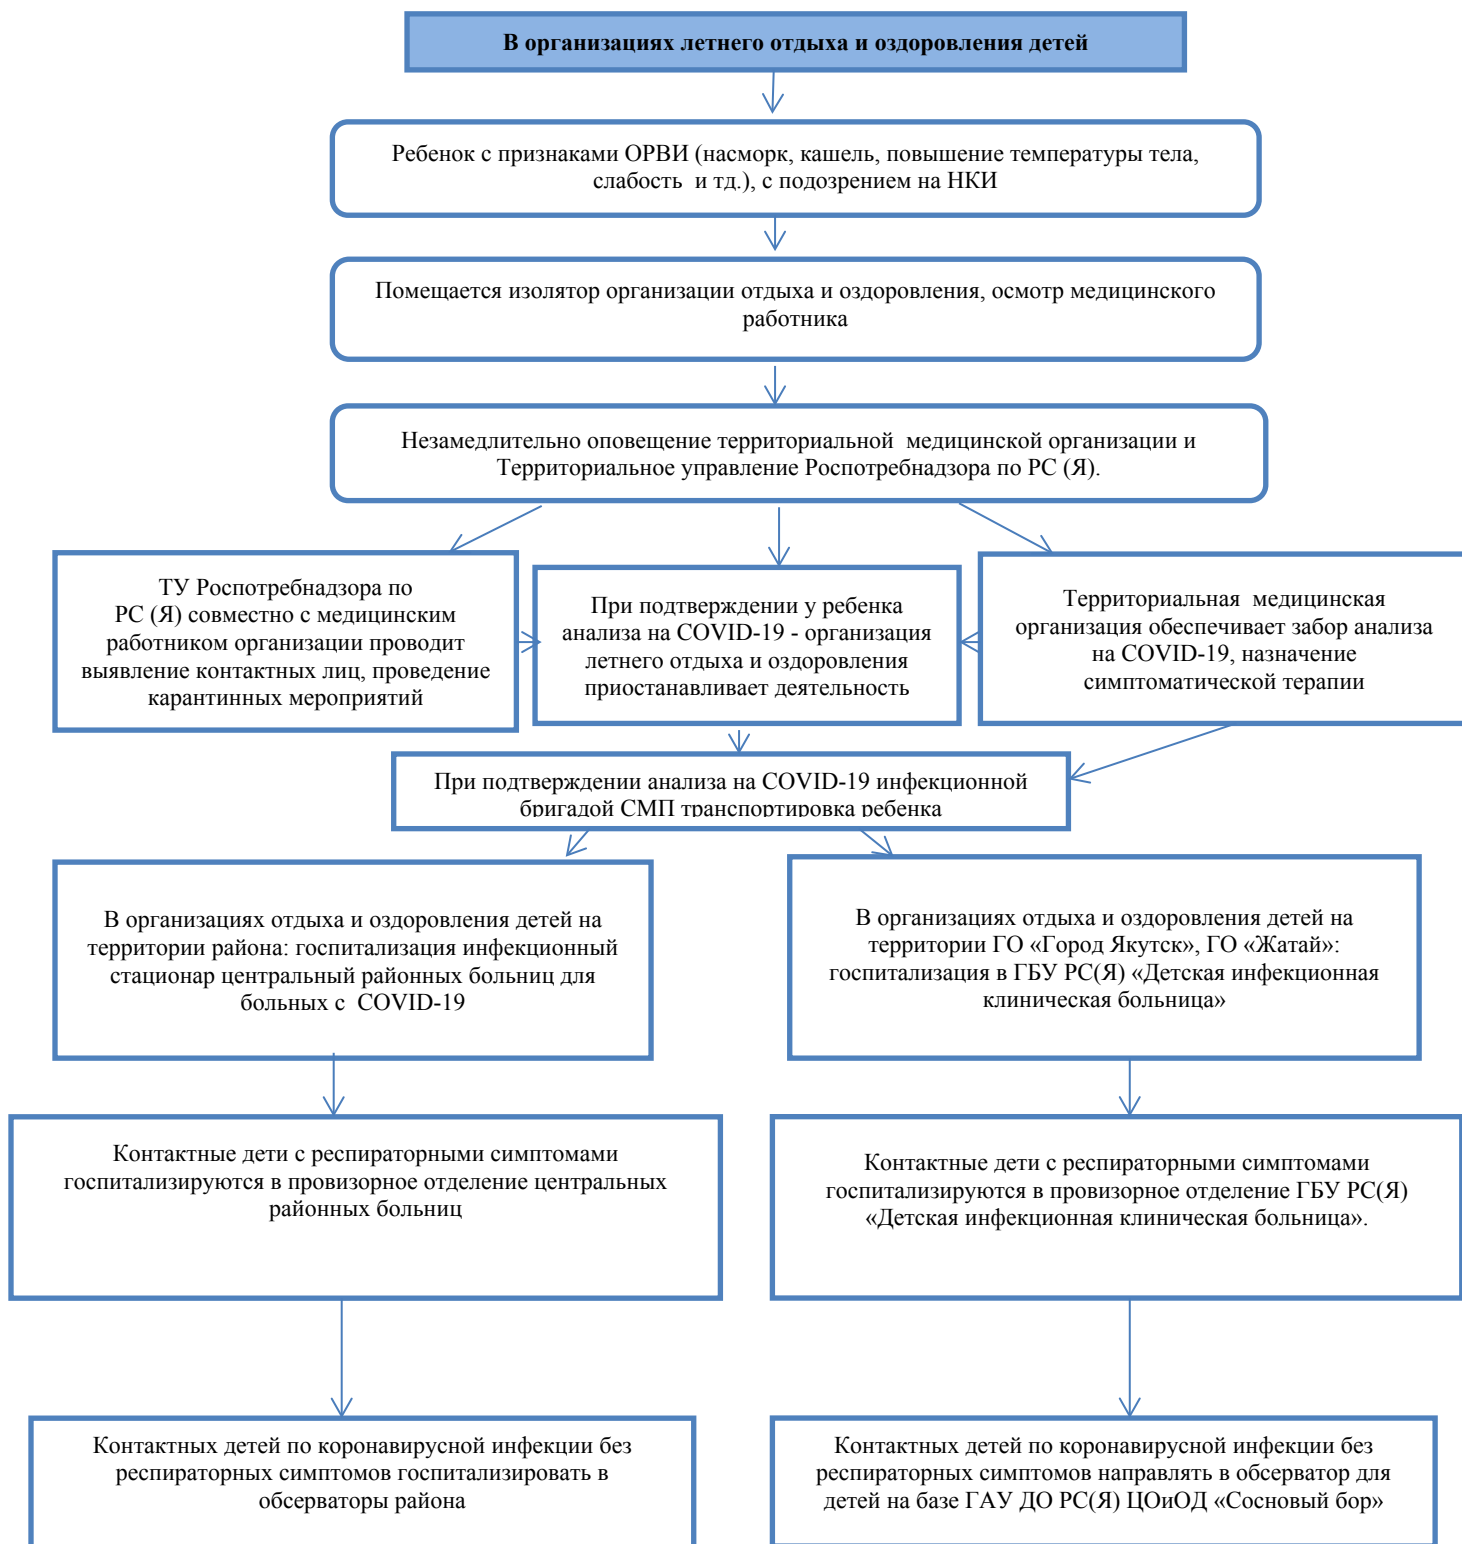 В организациях летнего отдыха и оздоровления детей
Ребенок с признаками ОРВИ (насморк, кашель, повышение температуры тела,
слабость и тд.), с подозрением на НКИ
Помещается изолятор организации отдыха и оздоровления, осмотр медицинского
работника
Незамедлительно оповещение территориальной медицинской организации и
Территориальное управление Роспотребнадзора по РС (Я).
ТУ Роспотребнадзора по
РС (Я) совместно с медицинским
работником организации проводит
выявление контактных лиц, проведение
карантинных мероприятий
При подтверждении у ребенка
анализа на COVID-19 - организация
летнего отдыха и оздоровления
приостанавливает деятельность
Территориальная медицинская
организация обеспечивает забор анализа
на COVID-19, назначение
симптоматической терапии
При подтверждении анализа на COVID-19 инфекционной
бригадой СМП транспортировка ребенка
В организациях отдыха и оздоровления детей на
территории района: госпитализация инфекционный
стационар центральный районных больниц для
больных с COVID-19
В организациях отдыха и оздоровления детей на
территории ГО «Город Якутск», ГО «Жатай»:
госпитализация в ГБУ РС(Я) «Детская инфекционная
клиническая больница»
Контактные дети с респираторными симптомами
госпитализируются в провизорное отделение центральных
районных больниц
Контактные дети с респираторными симптомами
госпитализируются в провизорное отделение ГБУ РС(Я)
«Детская инфекционная клиническая больница».
Контактных детей по коронавирусной инфекции без
респираторных симптомов госпитализировать в
обсерваторы района
Контактных детей по коронавирусной инфекции без
респираторных симптомов направлять в обсерватор для
детей на базе ГАУ ДО РС(Я) ЦОиОД «Сосновый бор»